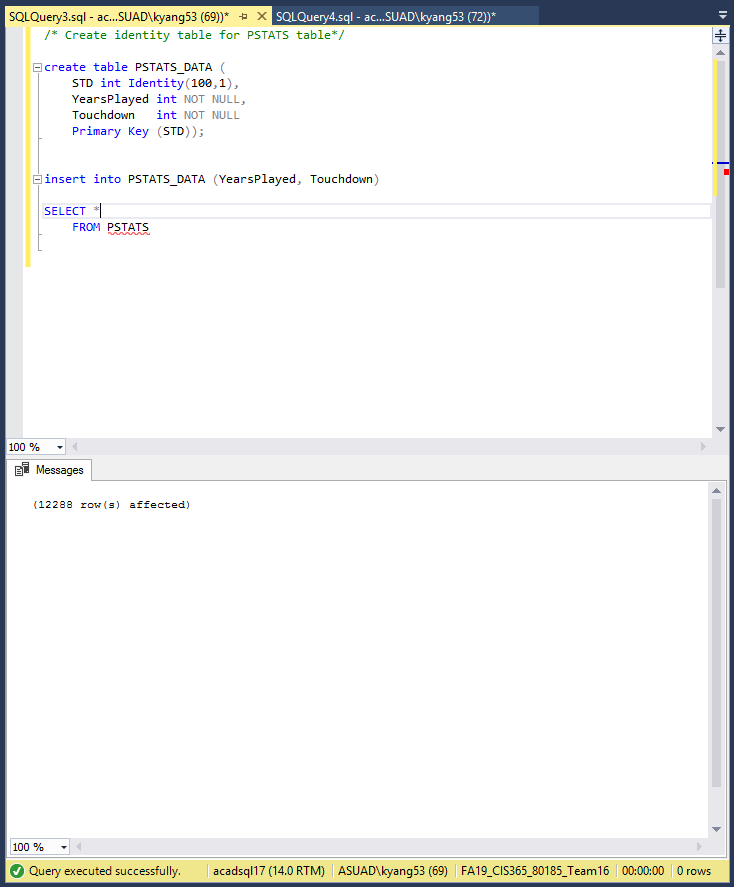 SQLQuery3.sql - ac...SUAD\kyang53 (69))* SQLQuery4.sql - ac...SUAD\kyang53 (72))*
/* Create identity table for PSTATS table*/
create table PSTATS_DATA (
STD int Identity(100,1),
YearsPlayed int NOT NULL,
Touchdown int NOT NULL
Primary Key (STD));
insert into PSTATS_DATA (YearsPlayed, Touchdown)
SELECT *
FROM PSTATS
100 %
Messages
(12288 row(s) affected)
100 %
Query executed successfully. acadsql17 (14.0 RTM) ASUAD\kyang53 (69) FA19_CIS365_80185_Team16 00:00:00 0 rows